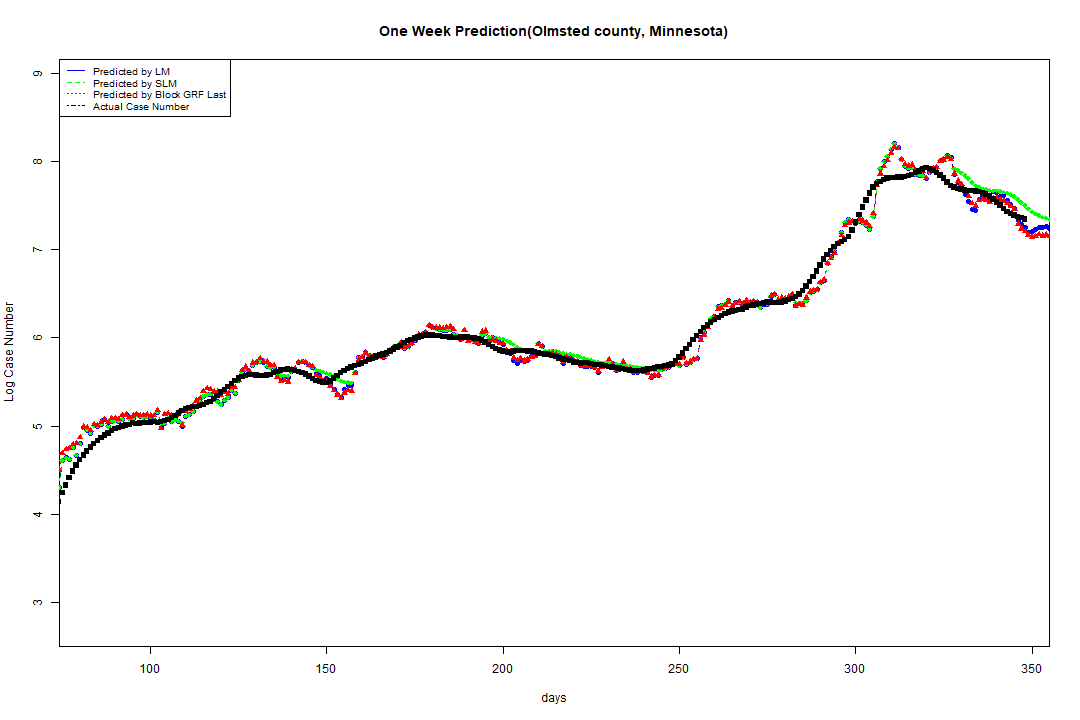 One Week Prediction(Olmsted county, Minnesota)
Predicted by LM
Predicted by SLM
Predicted by Block GRF Last
Actual Case Number
9
8
7
6
5
4
3
Log Case Number
100 150 200 250 300 350
days